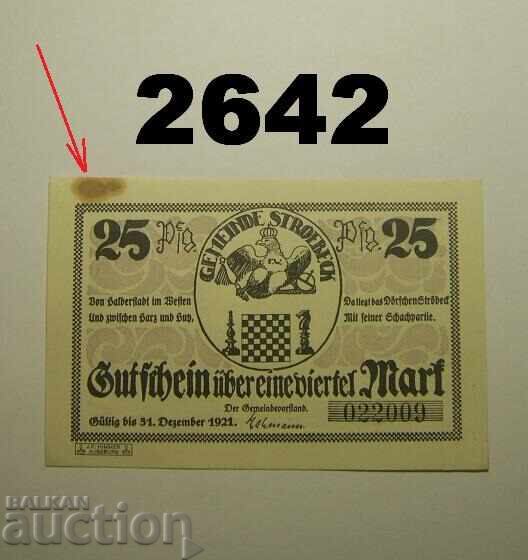 2642
25 Pfg. Pfg. 25
GEMEINDE STROEBECK
Von Halberstadt im Westen
Und zwischen Harz und Huy,
Da liegt das Dörfchen Ströbeck
Mit seiner Schachpartie.
Gutschein über eine viertel Mark
Der Gemeindevorstand.
Gültig bis 31. Dezember 1921.
022009
BALKAN
auction